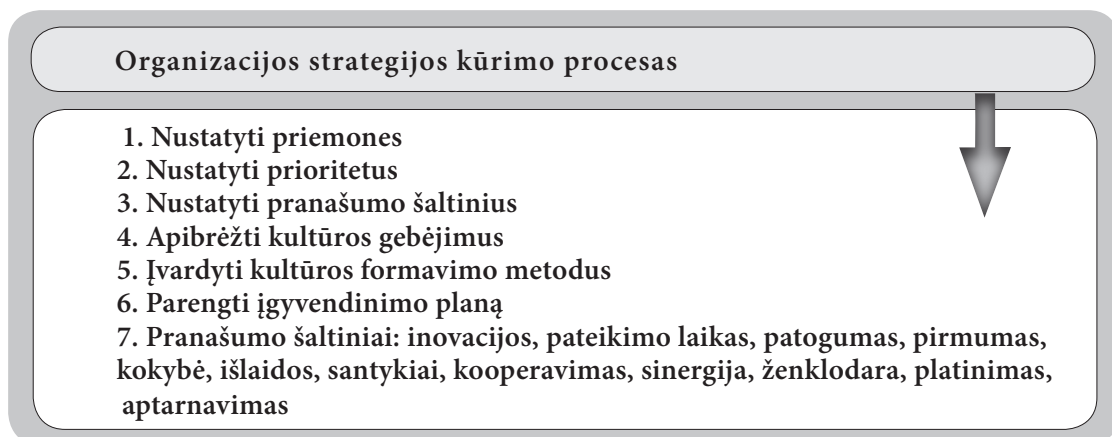 Organizacijos strategijos kūrimo procesas
1. Nustatyti priemones
2. Nustatyti prioritetus
3. Nustatyti pranašumo šaltinius
4. Apibrėžti kultūros gebėjimus
5. Įvardyti kultūros formavimo metodus
6. Parengti įgyvendinimo planą
7. Pranašumo šaltiniai: inovacijos, pateikimo laikas, patogumas, pirmumas,
kokybė, išlaidos, santykiai, kooperavimas, sinergija, ženklodara, platinimas,
aptarnavimas